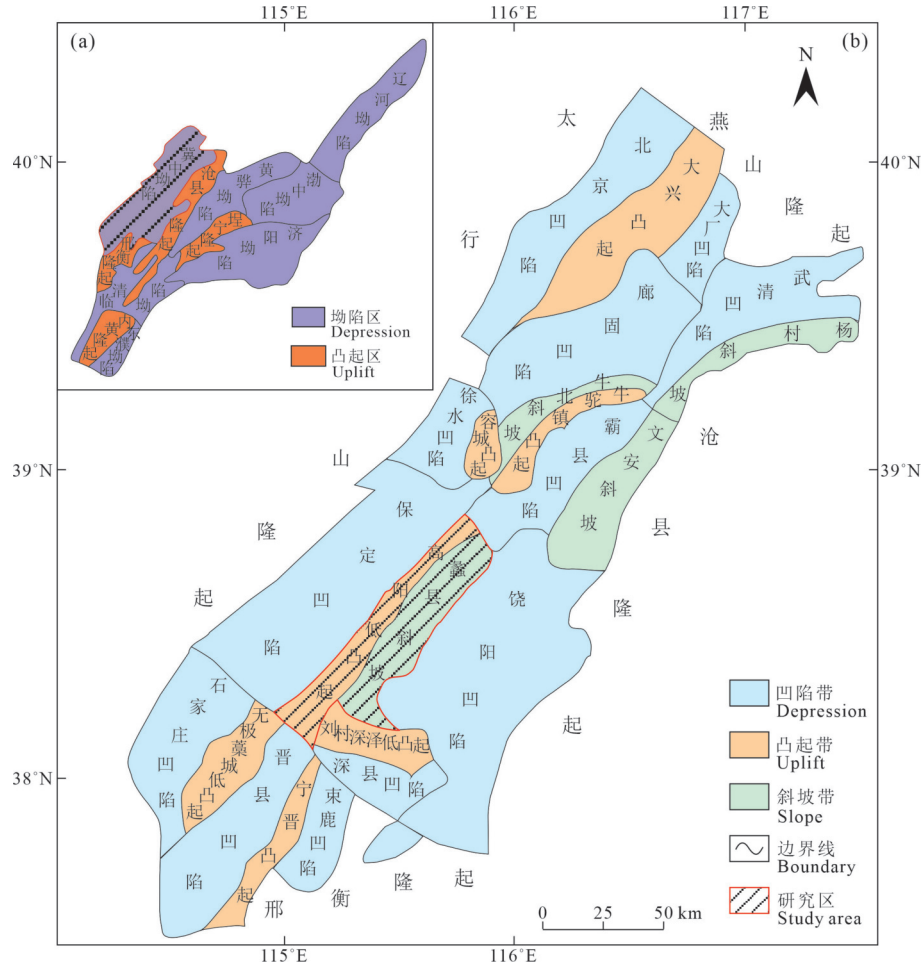 115°E
116°E
117°E
(a)
(b)
N
40°N
39°N
38°N
40°N
39°N
38°N
115°E
116°E
辽河坳陷
冀中坳陷
沧县隆起
黄骅坳陷
渤中坳陷
埕宁隆起
济阳坳陷
邢衡隆起
临清坳陷
内黄隆起
东濮坳陷
坳陷区
Depression
凸起区
Uplift
太行山隆起
燕山隆起
沧县隆起
邢衡隆起
北京凹陷
大兴凸起
大厂凹陷
武清凹陷
廊固凹陷
杨村斜坡
牛北斜坡
牛驼镇凸起
徐水凹陷
容城凸起
霸县凹陷
文安斜坡
保定凹陷
高阳低凸起
蠡县斜坡
饶阳凹陷
石家庄凹陷
无极藁城低凸起
晋县凹陷
刘村深泽低凸起
深县凹陷
宁晋凸起
束鹿凹陷
凹陷带
Depression
凸起带
Uplift
斜坡带
Slope
边界线
Boundary
研究区
Study area
0 25 50 km